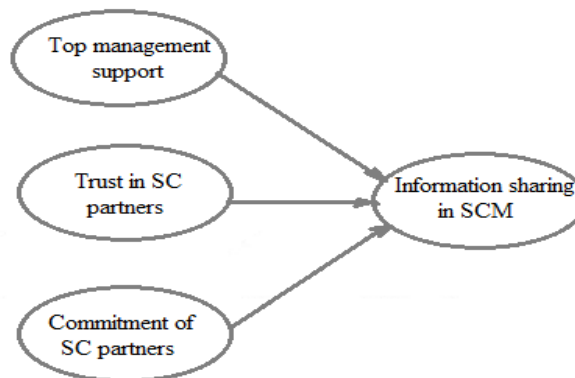 Top management
support
Trust in SC
partners
Information sharing
in SCM
Commitment of
SC partners